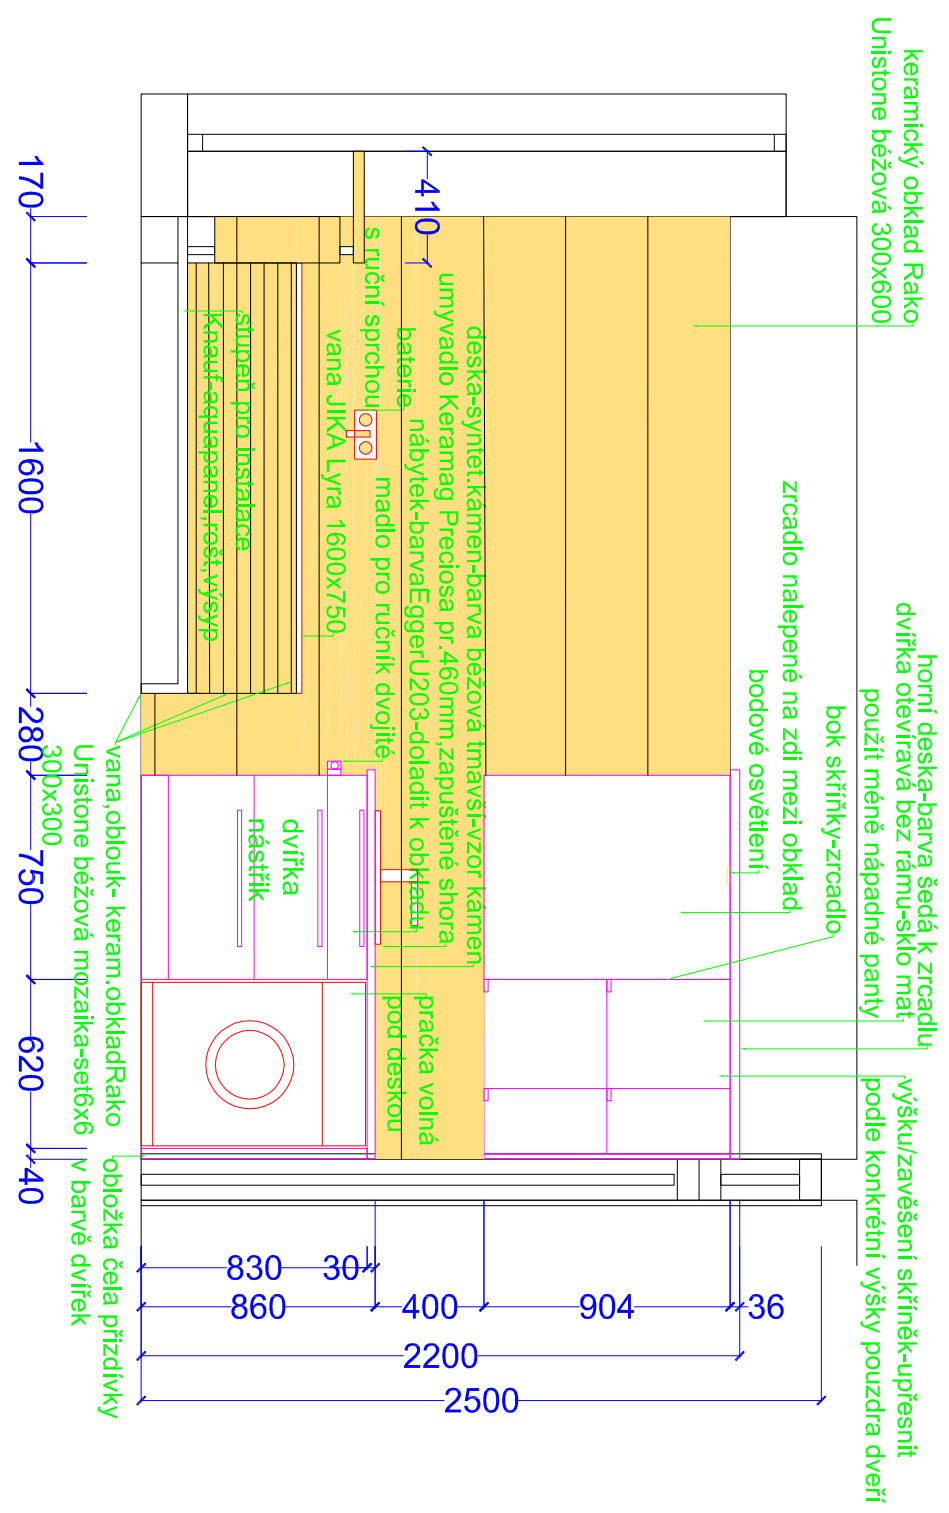 keramický obklad Rako
Unistone béžová 300x600
horní deska-barva šedá k zrcadlu
dvířka otevíravá bez rámu-sklo mat
použít méně nápadné panty
bok skříňky-zrcadlo
zrcadlo nalepené na zdi mezi obklad
bodové osvětlení
výšku/zavěšení skříněk-upřesnit
podle konkrétní výšky pouzdra dveří
deska-syntet.kámen-barva béžová tmavší-vzor kámen
umyvadlo Keramag Preciosa pr.460mm,zapuštěné shora
nábytek-barvaEggerU203-doladit k obkladu
baterie
s ruční sprchou
madlo pro ručník dvojité
vana JIKA Lyra 1600x750
stupeň pro instalace
Knauf-aquapanel,rošt,výsyp
dvířka
nástřik
pračka volná
pod deskou
vana,oblouk- keram.obkladRako
Unistone béžová mozaika-set6x6
300x300
obložka čela přizdívky
v barvě dvířek
410
170
1600
280
750
620
40
830
30
860
400
904
36
2200
2500